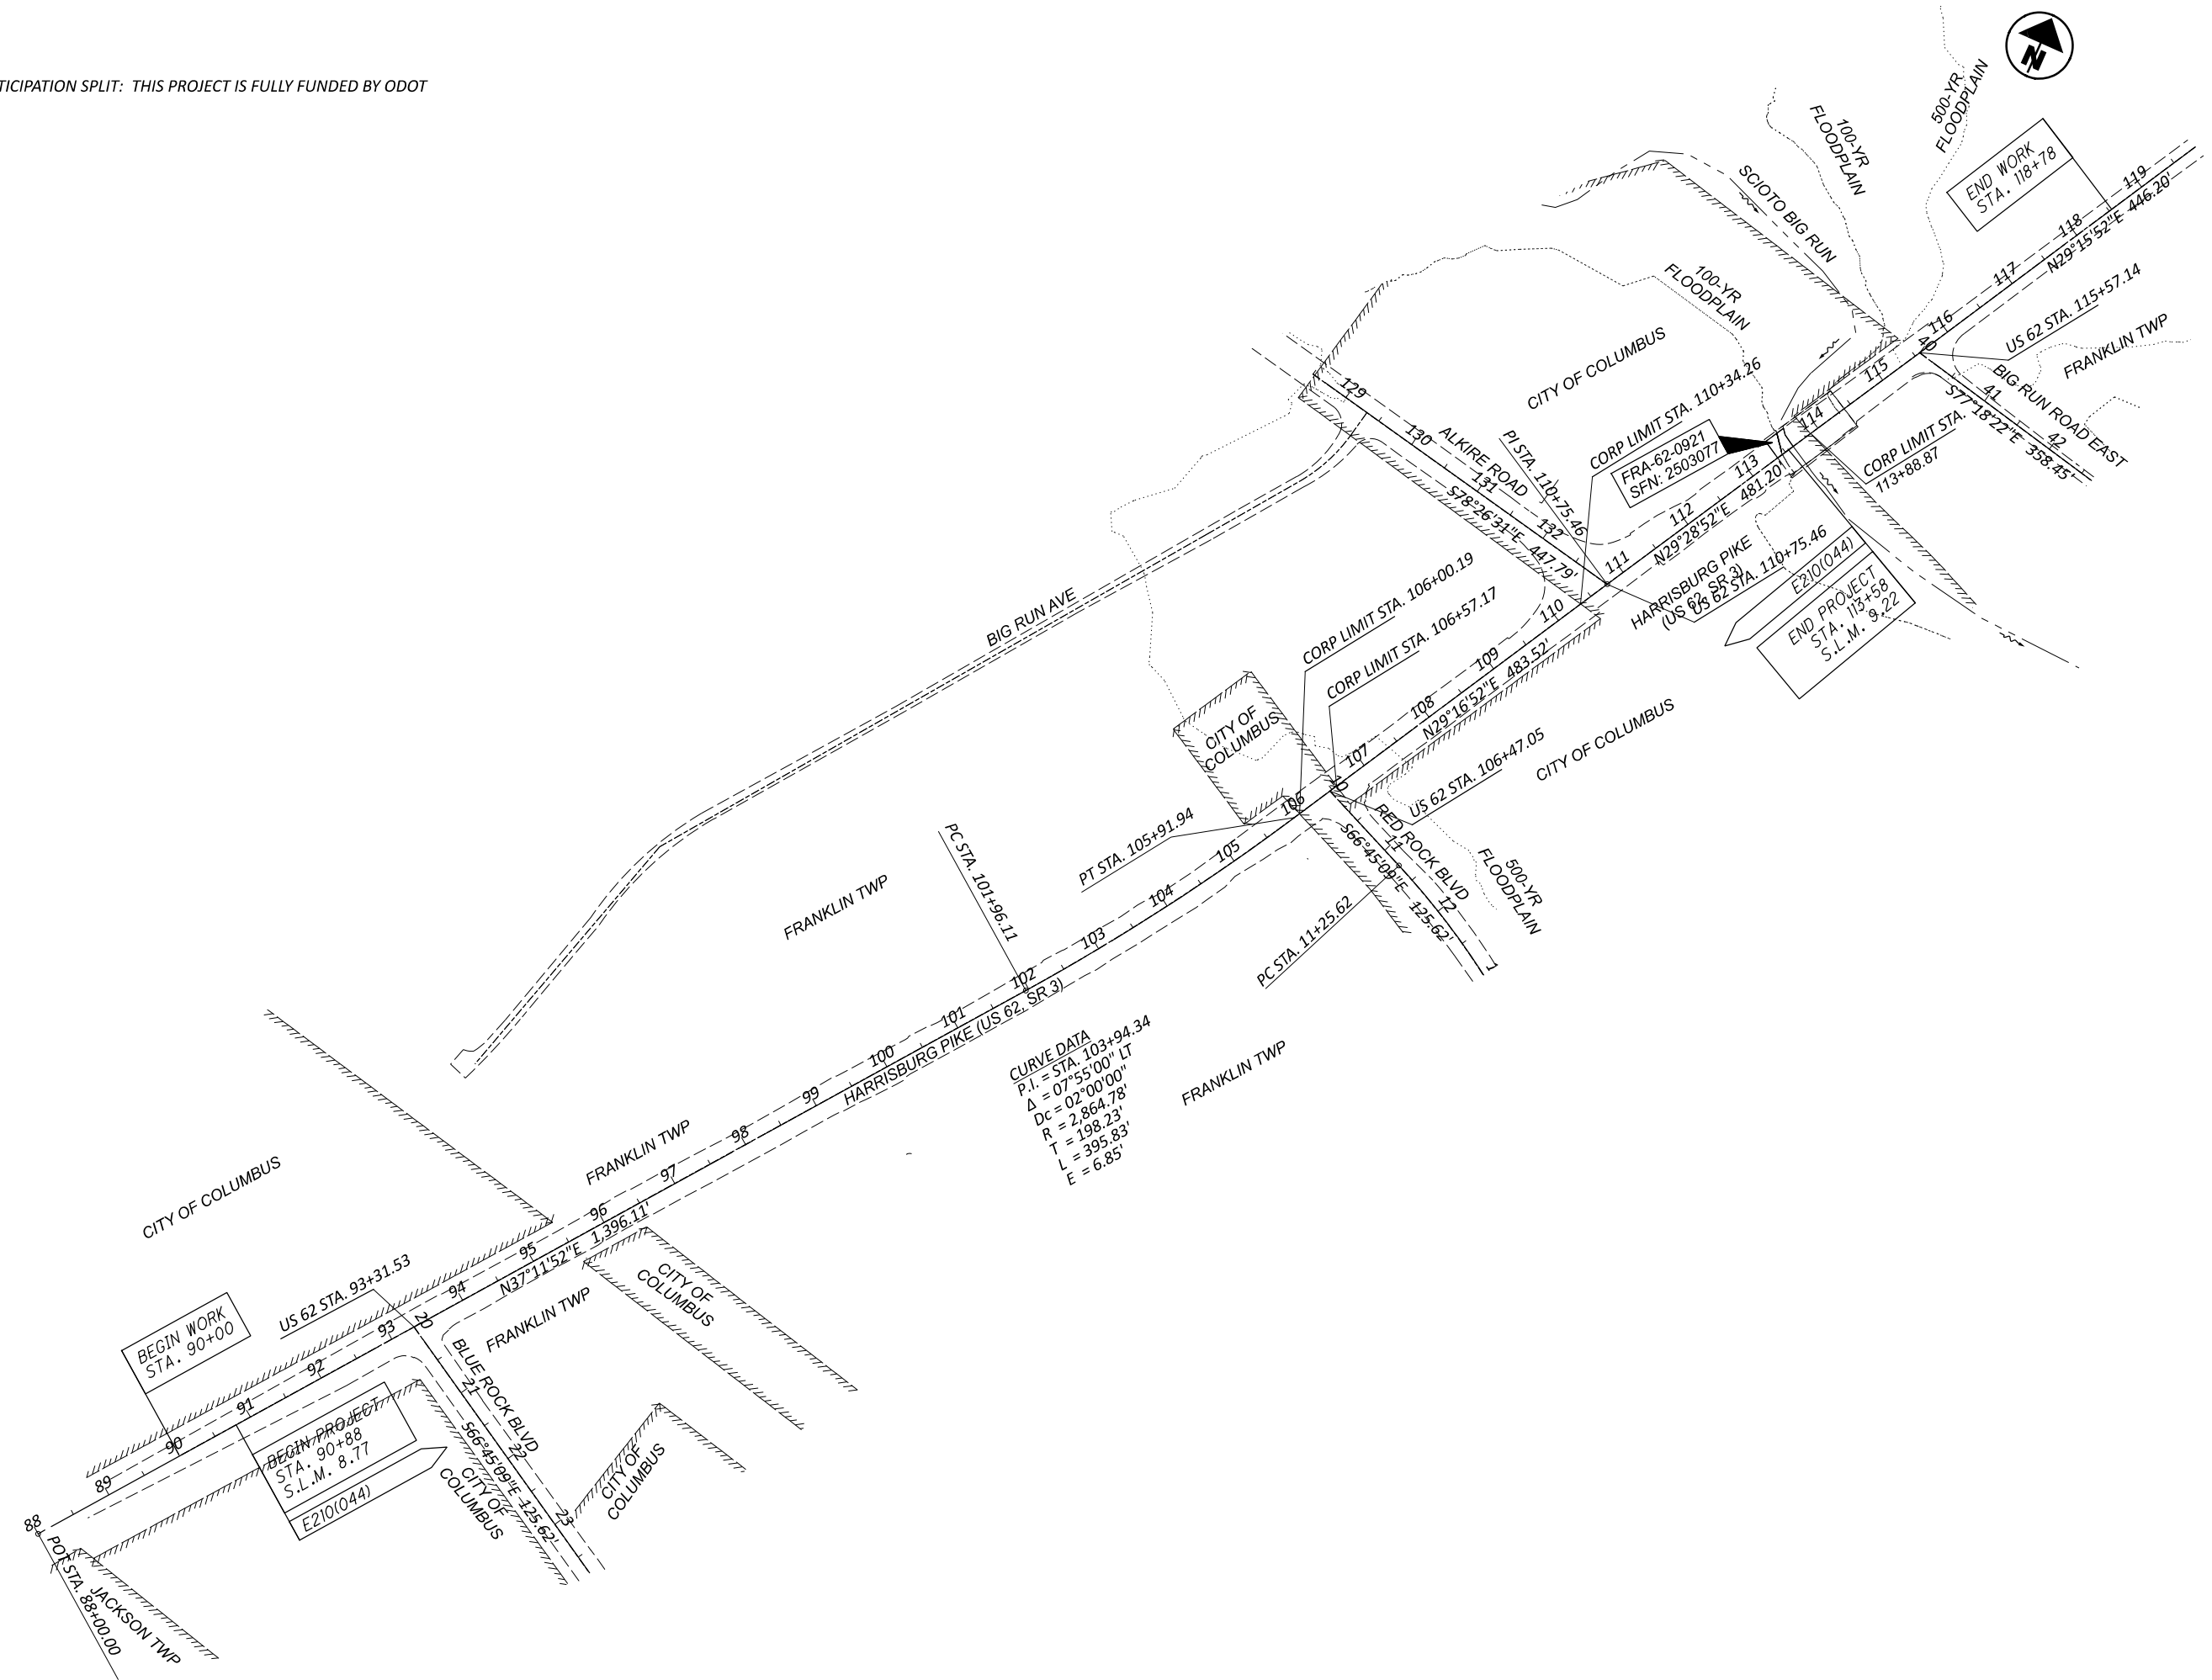 TICIPATION SPLIT: THIS PROJECT IS FULLY FUNDED BY ODOT
N
500-YR
FLOODPLAIN
100-YR
FLOODPLAIN
END WORK
STA. 118+78
SCIOTO BIG RUN
119
118
117
116
115
114
113
112
111
110
109
108
107
106
105
104
103
102
101
100
99
98
97
96
95
94
93
92
91
90
89
88
N29°15'52"E 446.20'
US 62 STA. 115+57.14
FRANKLIN TWP
40
41
42
BIG RUN ROAD EAST
S77°18'22"E 358.45'
100-YR
FLOODPLAIN
CITY OF COLUMBUS
CORP LIMIT STA. 110+34.26
CORP LIMIT STA.
113+88.87
FRA-62-0921
SFN: 2503077
129
130
131
132
ALKIRE ROAD
S78°26'31"E 447.79'
PI STA. 110+75.46
481.20'
N29°28'52"E
HARRISBURG PIKE
(US 62, SR 3)
US 62 STA. 110+75.46
E210(044)
END PROJECT
STA. 113+58
S.L.M. 9.22
BIG RUN AVE
CORP LIMIT STA. 106+00.19
CORP LIMIT STA. 106+57.17
N29°16'52"E 483.52'
CITY OF
COLUMBUS
CITY OF COLUMBUS
US 62 STA. 106+47.05
10
11
12
RED ROCK BLVD
S66°45'09"E 125.62'
500-YR
FLOODPLAIN
1
PC STA. 11+25.62
PT STA. 105+91.94
PC STA. 101+96.11
FRANKLIN TWP
HARRISBURG PIKE (US 62, SR 3)
CURVE DATA
P.I. = STA. 103+94.34
Δ = 07°55'00" LT
Dc = 02°00'00"
R = 2,864.78'
T = 198.23'
L = 395.83'
E = 6.85'
FRANKLIN TWP
FRANKLIN TWP
CITY OF COLUMBUS
N37°11'52"E 1,396.11'
US 62 STA. 93+31.53
FRANKLIN TWP
CITY OF
COLUMBUS
BEGIN WORK
STA. 90+00
20
21
22
23
BLUE ROCK BLVD
S66°45'09"E 125.62'
CITY OF
COLUMBUS
CITY OF
COLUMBUS
BEGIN PROJECT
STA. 90+88
S.L.M. 8.77
E210(044)
POT STA. 88+00.00
JACKSON TWP